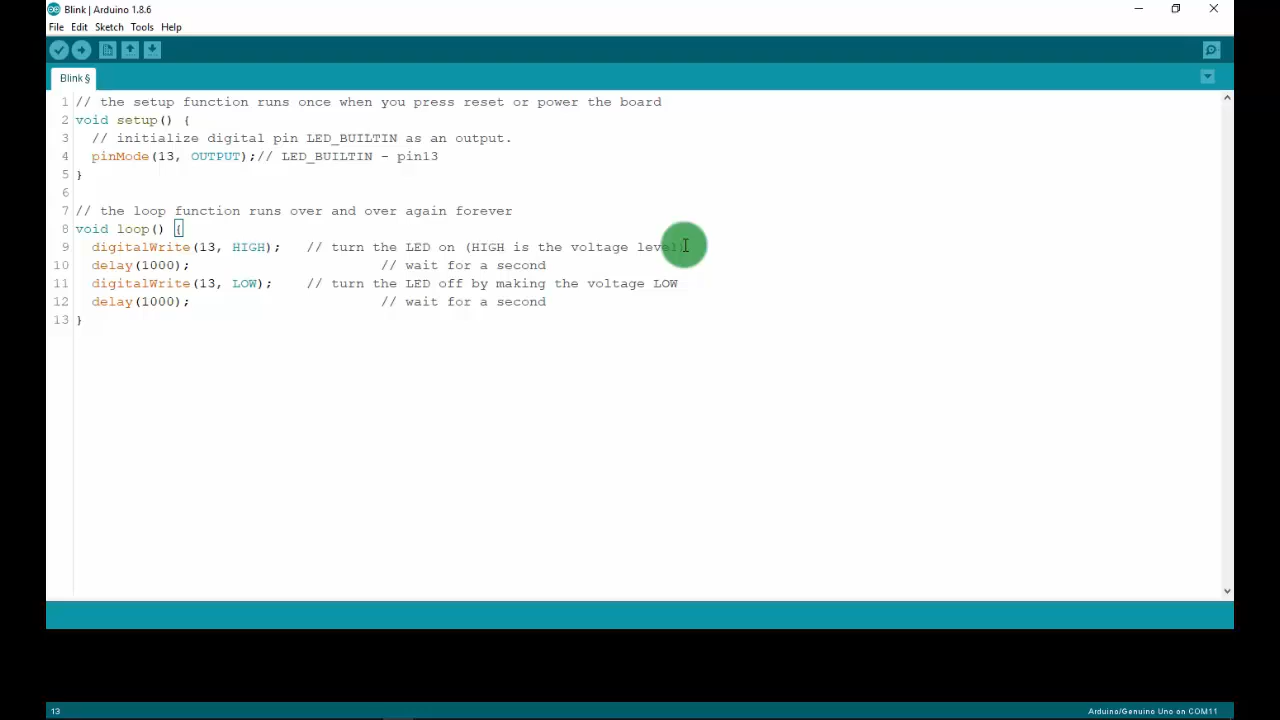 Blink | Arduino 1.8.6
File Edit Sketch Tools Help
Blink §
1 // the setup function runs once when you press reset or power the board
2 void setup() {
3 // initialize digital pin LED_BUILTIN as an output.
4 pinMode(13, OUTPUT);// LED_BUILTIN - pin13
5 }
6
7 // the loop function runs over and over again forever
8 void loop() {
9 digitalWrite(13, HIGH); // turn the LED on (HIGH is the voltage level)
10 delay(1000); // wait for a second
11 digitalWrite(13, LOW); // turn the LED off by making the voltage LOW
12 delay(1000); // wait for a second
13 }
13 Arduino/Genuino Uno on COM11